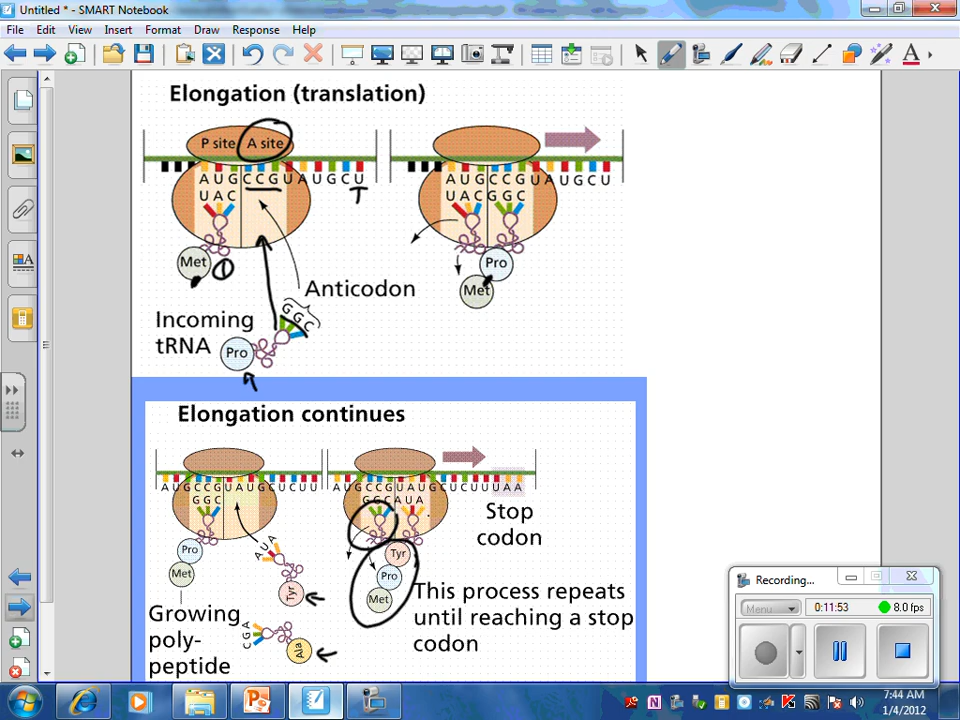 Untitled * - SMART Notebook
File Edit View Insert Format Draw Response Help
Elongation (translation)
P site A site
A U G C C G U A U G C U
U A C
T
Met
1
Anticodon
G G C
Incoming
tRNA
Pro
A U G C C G U A U G C U
U A C G G C
Pro
Met
Elongation continues
A U G C C G U A U G C U C U U
G G C
Pro
Met
A U A
Tyr
Growing
poly-
peptide
C G A
Ala
A U G C C G U A U G C U C U U U A A
G G C A U A
Tyr
Pro
Met
Stop
codon
This process repeats
until reaching a stop
codon
Recording...
Menu
0:11:53
8.0 fps
7:44 AM
1/4/2012